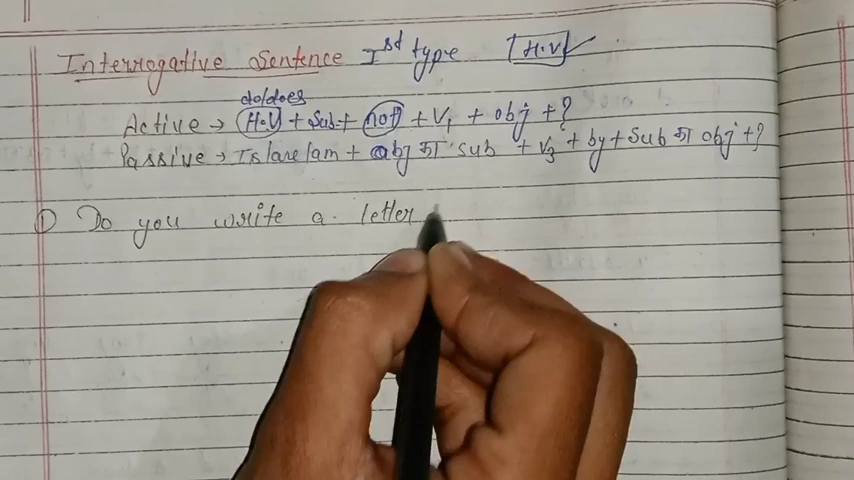 Interrogative Sentence Ist type [H.V]
do/does
Active → H.V + Sub + not + V1 + obj + ?
Passive → Is/are/am + obj का sub + V3 + by + Sub का obj + ?
① Do you write a letter